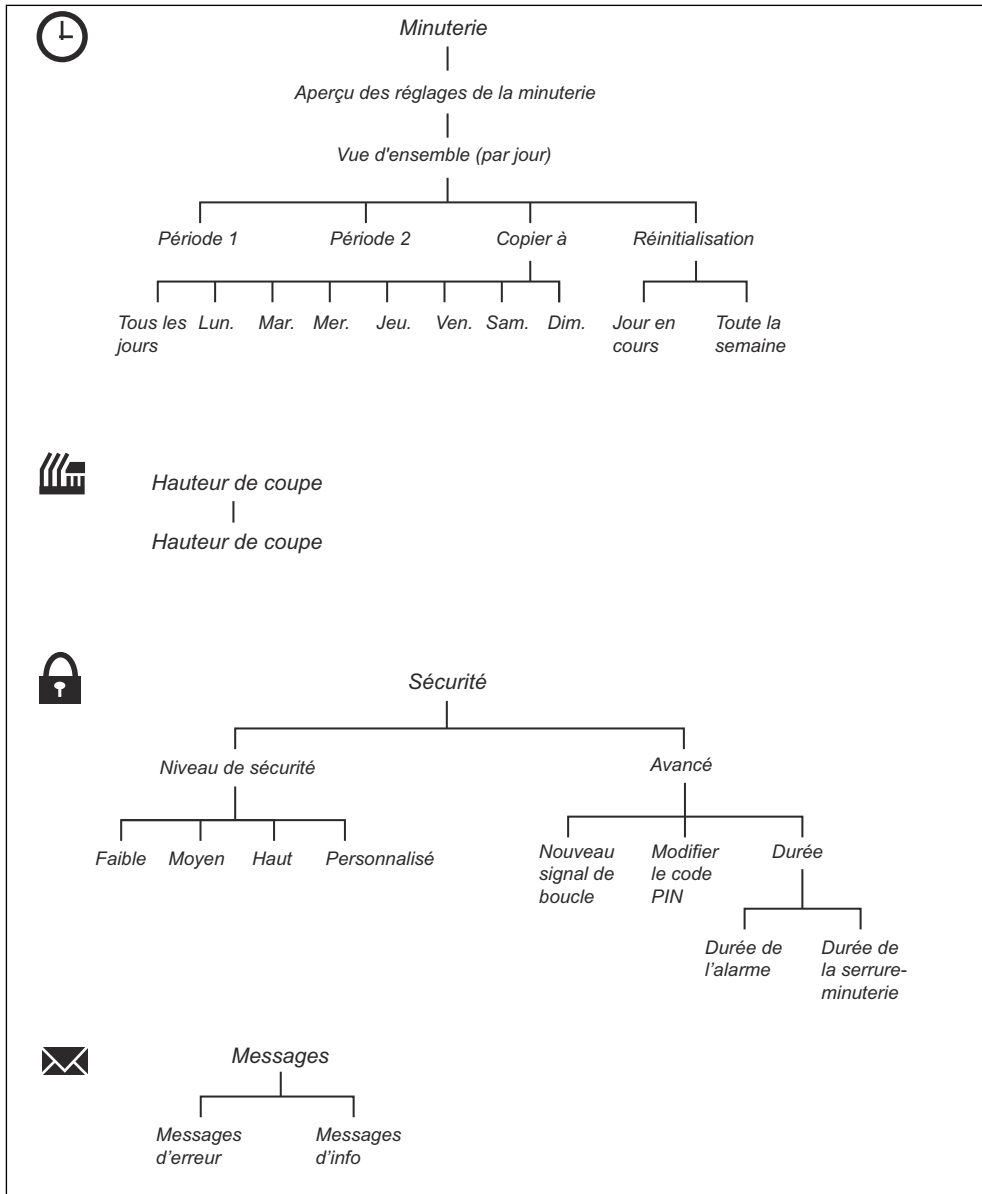 Minuterie
Aperçu des réglages de la minuterie
Vue d'ensemble (par jour)
Période 1
Période 2
Copier à
Réinitialisation
Tous les
jours
Lun.
Mar.
Mer.
Jeu.
Ven.
Sam.
Dim.
Jour en
cours
Toute la
semaine
Hauteur de coupe
Hauteur de coupe
Sécurité
Niveau de sécurité
Avancé
Faible
Moyen
Haut
Personnalisé
Nouveau
signal de
boucle
Modifier
le code
PIN
Durée
Durée de
l’alarme
Durée de
la serrure-
minuterie
Messages
Messages
d’erreur
Messages
d’info